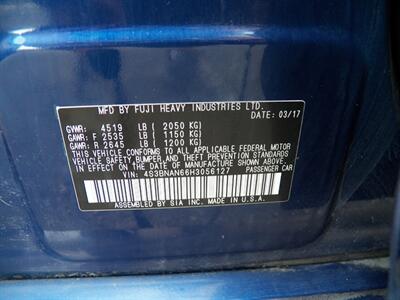 MFD BY FUJI HEAVY INDUSTRIES LTD.
DATE: 03/17
GVWR: 4519 LB ( 2050 KG)
GAWR: F 2535 LB ( 1150 KG)
GAWR: R 2645 LB ( 1200 KG)
THIS VEHICLE CONFORMS TO ALL APPLICABLE FEDERAL MOTOR
VEHICLE SAFETY, BUMPER, AND THEFT PREVENTION STANDARDS
IN EFFECT ON THE DATE OF MANUFACTURE SHOWN ABOVE.
VIN: 4S3BNAN66H3056127 PASSENGER CAR
ASSEMBLED BY SIA INC. MADE IN U.S.A.